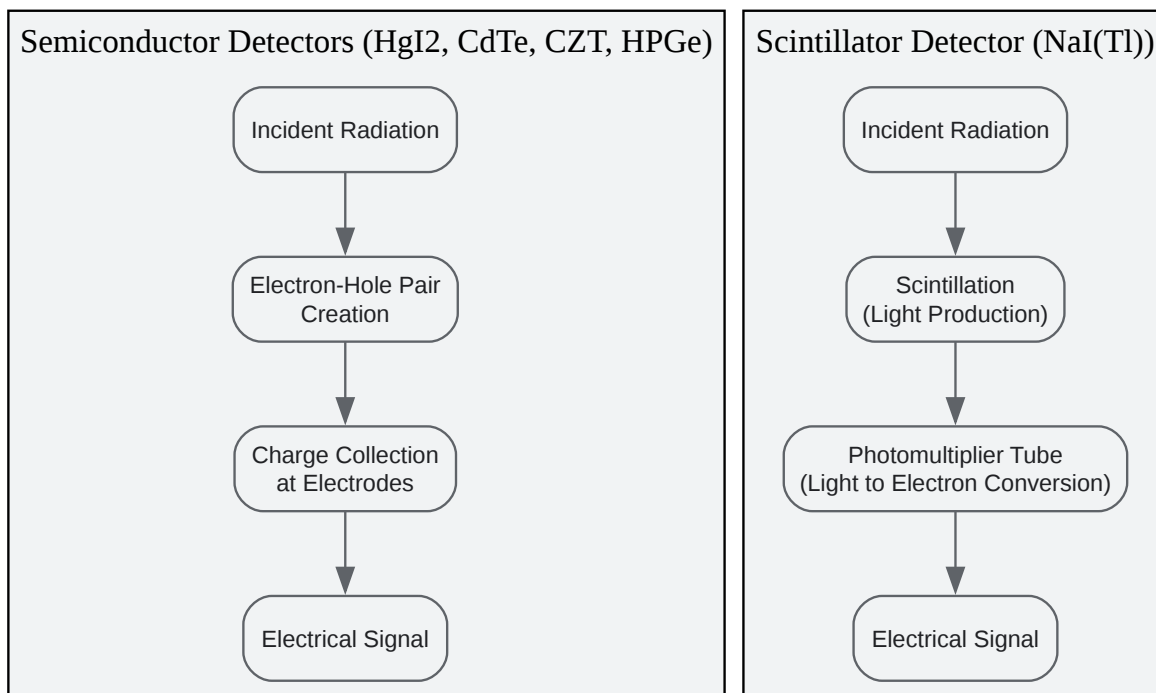 Semiconductor Detectors (HgI2, CdTe, CZT, HPGe)
Incident Radiation
Electron-Hole Pair
Creation
Charge Collection
at Electrodes
Electrical Signal
Scintillator Detector (NaI(Tl))
Incident Radiation
Scintillation
(Light Production)
Photomultiplier Tube
(Light to Electron Conversion)
Electrical Signal